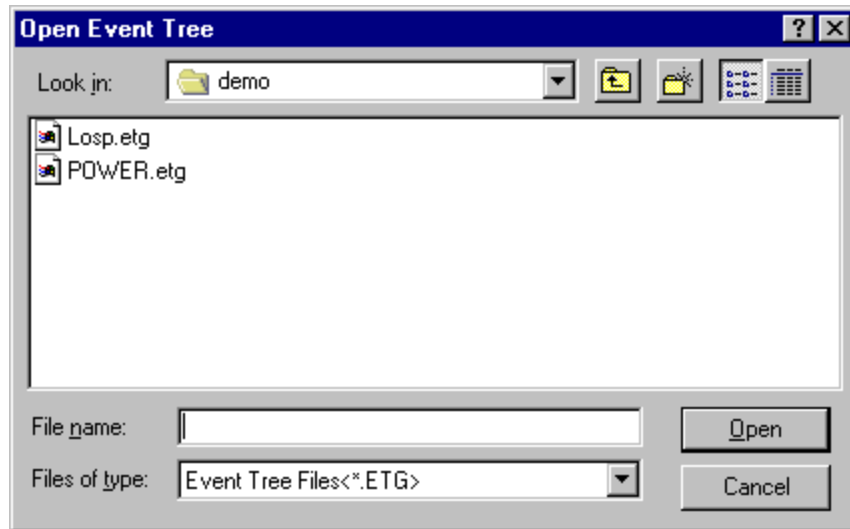 Open Event Tree
Look in: demo
Losp.etg
POWER.etg
File name: Open
Files of type: Event Tree Files<*.ETG> Cancel